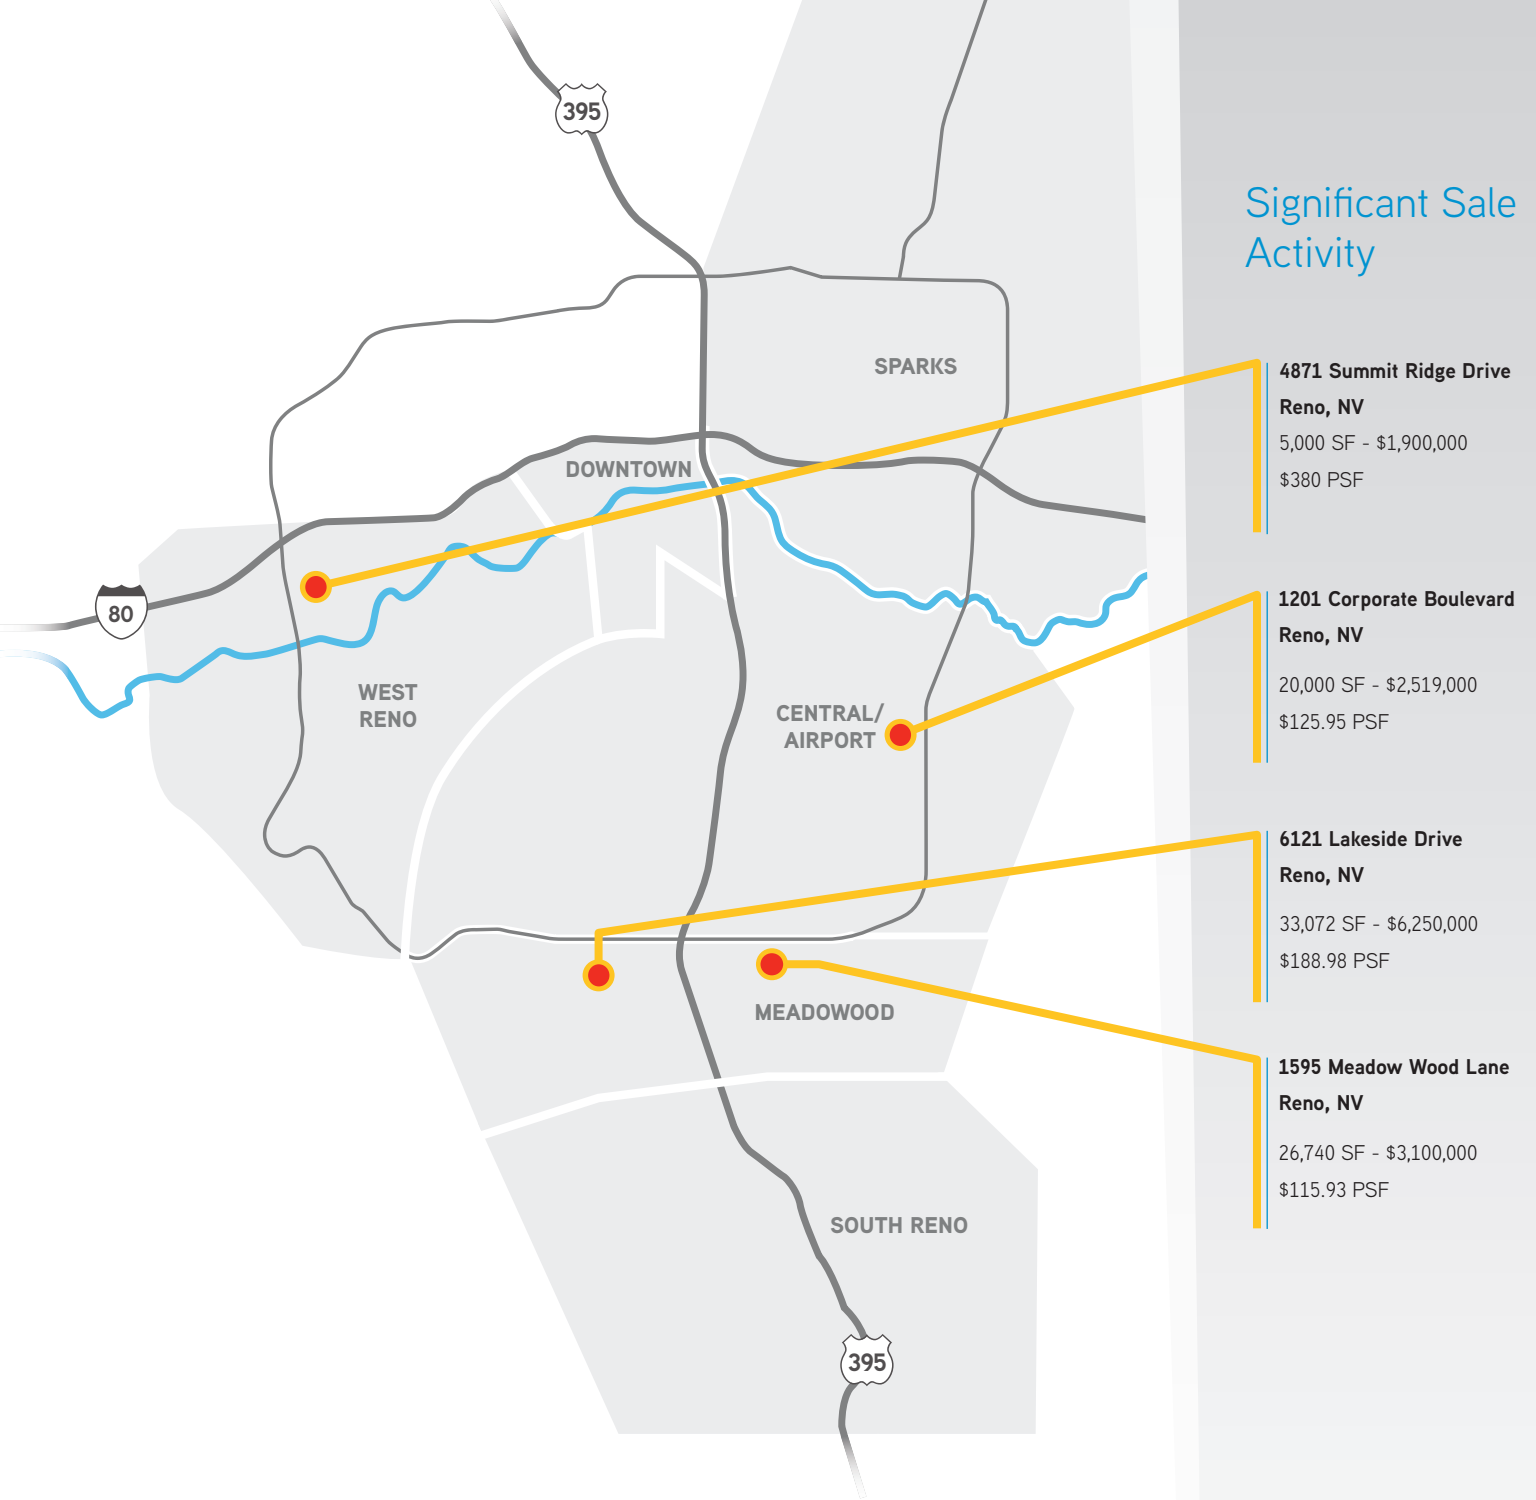 395
SPARKS
DOWNTOWN
80
WEST
RENO
CENTRAL/
AIRPORT
MEADOWOOD
SOUTH RENO
395
Significant Sale
Activity
4871 Summit Ridge Drive
Reno, NV
5,000 SF - $1,900,000
$380 PSF
1201 Corporate Boulevard
Reno, NV
20,000 SF - $2,519,000
$125.95 PSF
6121 Lakeside Drive
Reno, NV
33,072 SF - $6,250,000
$188.98 PSF
1595 Meadow Wood Lane
Reno, NV
26,740 SF - $3,100,000
$115.93 PSF